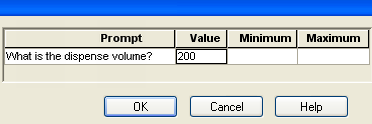 Prompt Value Minimum Maximum
What is the dispense volume? 200
OK Cancel Help